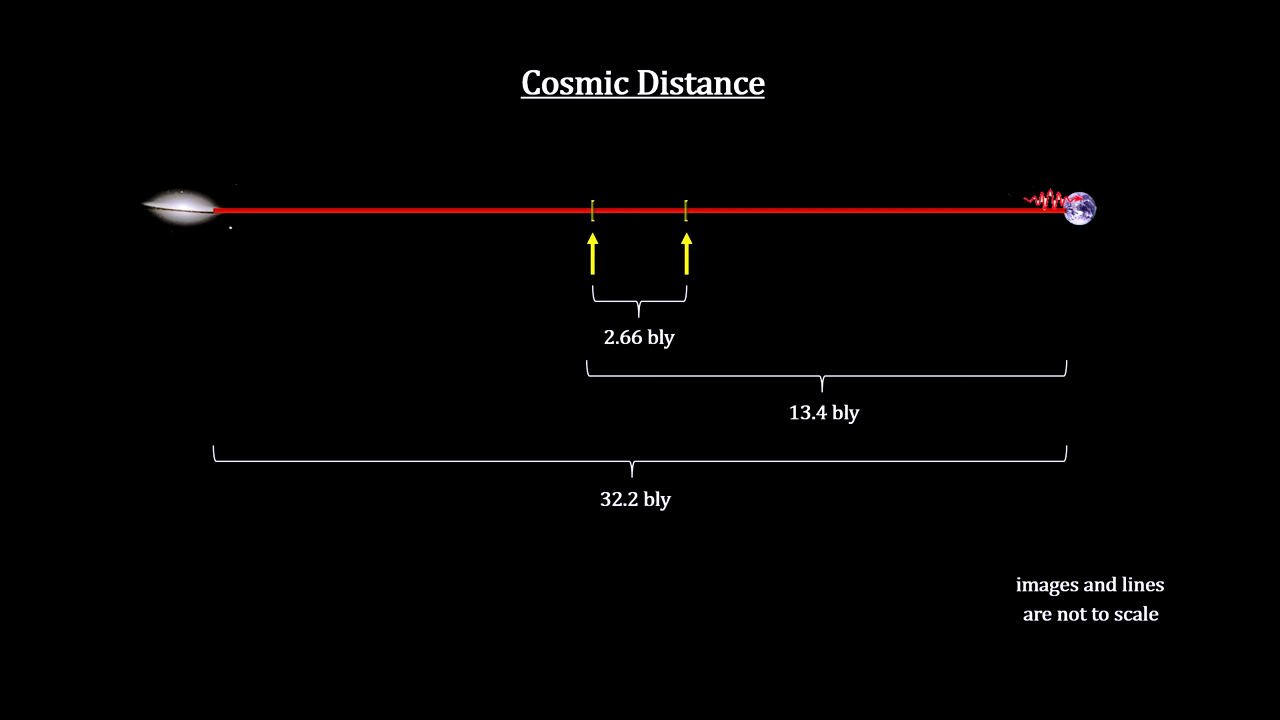 Cosmic Distance
2.66 bly
13.4 bly
32.2 bly
images and lines
are not to scale